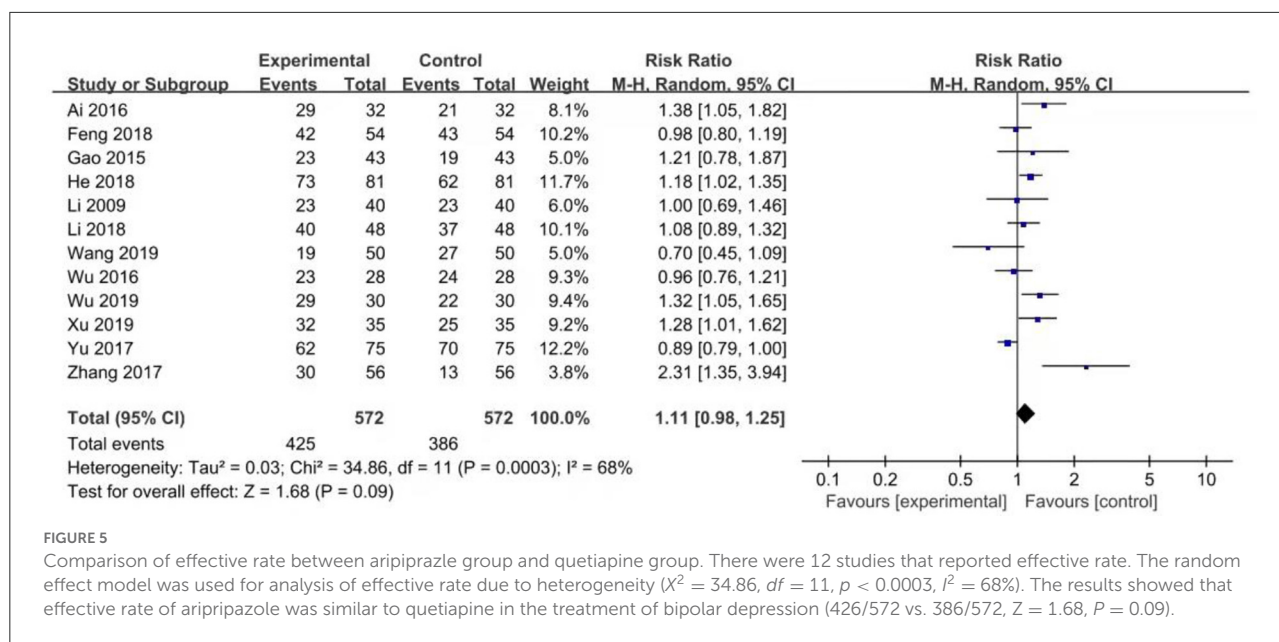 Experimental Control Risk Ratio Risk Ratio
Study or Subgroup Events Total Events Total Weight M-H, Random, 95% CI M-H, Random, 95% CI
Ai 2016 29 32 21 32 8.1% 1.38 [1.05, 1.82]
Feng 2018 42 54 43 54 10.2% 0.98 [0.80, 1.19]
Gao 2015 23 43 19 43 5.0% 1.21 [0.78, 1.87]
He 2018 73 81 62 81 11.7% 1.18 [1.02, 1.35]
Li 2009 23 40 23 40 6.0% 1.00 [0.69, 1.46]
Li 2018 40 48 37 48 10.1% 1.08 [0.89, 1.32]
Wang 2019 19 50 27 50 5.0% 0.70 [0.45, 1.09]
Wu 2016 23 28 24 28 9.3% 0.96 [0.76, 1.21]
Wu 2019 29 30 22 30 9.4% 1.32 [1.05, 1.65]
Xu 2019 32 35 25 35 9.2% 1.28 [1.01, 1.62]
Yu 2017 62 75 70 75 12.2% 0.89 [0.79, 1.00]
Zhang 2017 30 56 13 56 3.8% 2.31 [1.35, 3.94]
Total (95% CI) 572 572 100.0% 1.11 [0.98, 1.25]
Total events 425 386
Heterogeneity: Tau² = 0.03; Chi² = 34.86, df = 11 (P = 0.0003); I² = 68%
Test for overall effect: Z = 1.68 (P = 0.09)
0.1 0.2 0.5 1 2 5 10
Favours [experimental] Favours [control]
FIGURE 5
Comparison of effective rate between aripiprazle group and quetiapine group. There were 12 studies that reported effective rate. The random
effect model was used for analysis of effective rate due to heterogeneity (X² = 34.86, df = 11, p < 0.0003, I² = 68%). The results showed that
effective rate of aripripazole was similar to quetiapine in the treatment of bipolar depression (426/572 vs. 386/572, Z = 1.68, P = 0.09).